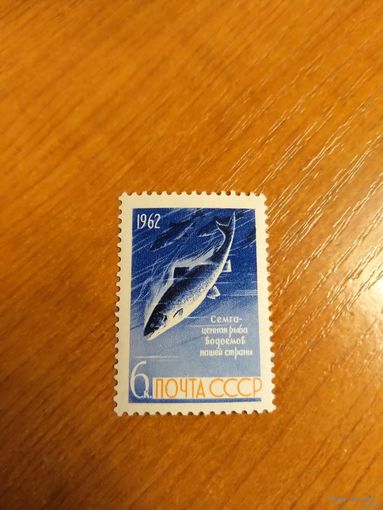 1962
Семга-
ценная рыба
водоемов
нашей страны
6к ПОЧТА СССР